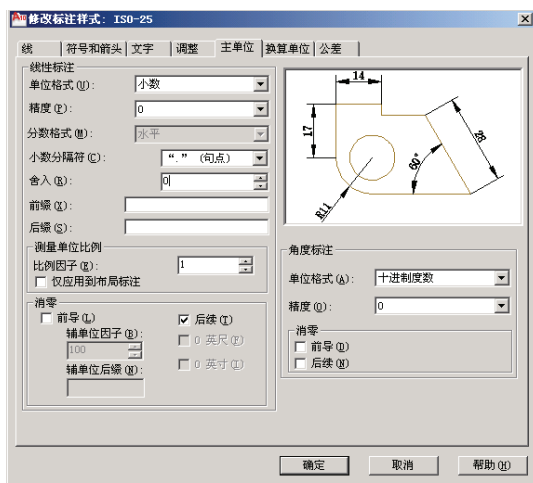 修改标注样式: ISO-25
线 符号和箭头 文字 调整 主单位 换算单位 公差
线性标注
单位格式(U): 小数
精度(P): 0
分数格式(M): 水平
小数分隔符(C): “.” (句点)
舍入(R): 0
前缀(X):
后缀(S):
测量单位比例
比例因子(E): 1
仅应用到布局标注
消零
前导(L)
后续(T)
辅单位因子(B):
100
0 英尺(F)
辅单位后缀(N):
0 英寸(I)
14
17
28
60°
R11
角度标注
单位格式(A): 十进制度数
精度(O): 0
消零
前导(D)
后续(N)
确定 取消 帮助(H)